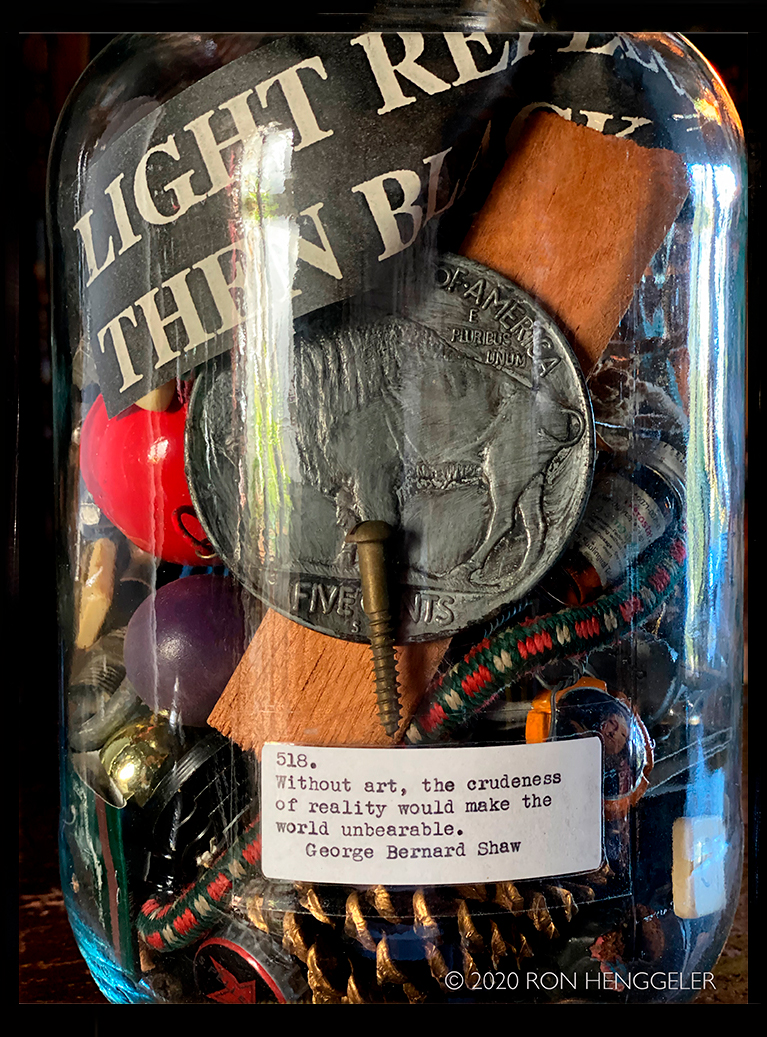 LIGHT
THEN
OF·AMERICA
E
PLURIBUS
UNUM
FIVE CENTS
S
518.
Without art, the crudeness
of reality would make the
world unbearable.
George Bernard Shaw
© 2020 RON HENGGELER